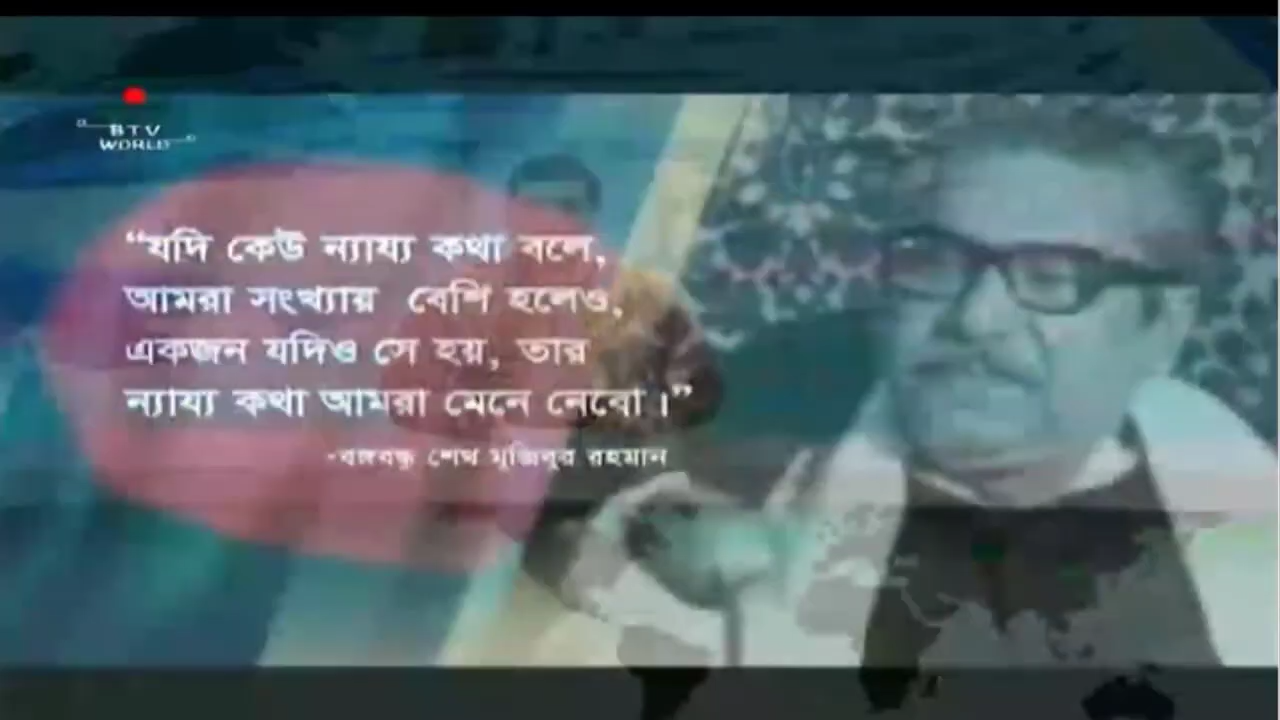 BTV
WORLD
“যদি কেউ ন্যায্য কথা বলে,
আমরা সংখ্যায় বেশি হলেও,
একজন যদিও সে হয়, তার
ন্যায্য কথা আমরা মেনে নেবো।”
-বঙ্গবন্ধু শেখ মুজিবুর রহমান